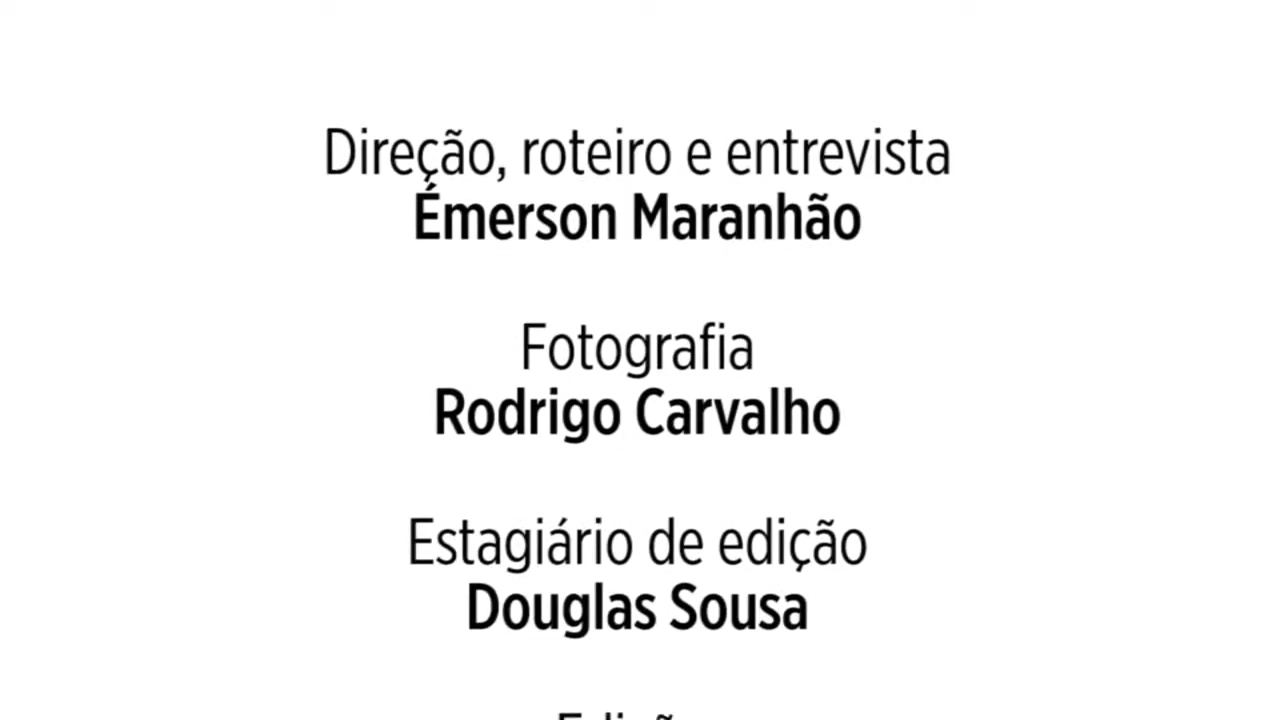 Direção, roteiro e entrevista
Émerson Maranhão
Fotografia
Rodrigo Carvalho
Estagiário de edição
Douglas Sousa